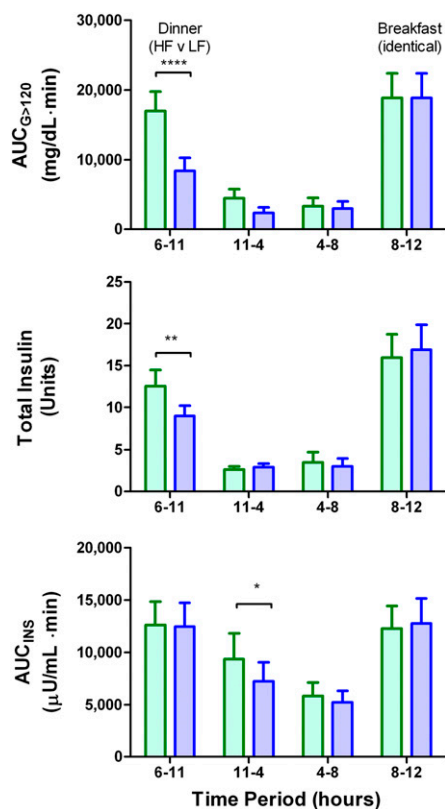 Dinner
(HF v LF)
Breakfast
(identical)
****
AUCG>120
(mg/dL·min)
30,000
20,000
10,000
0
6-11
11-4
4-8
8-12
Total Insulin
(Units)
25
20
15
10
5
0
**
6-11
11-4
4-8
8-12
AUCINS
(μU/mL ·min)
20,000
15,000
10,000
5,000
0
*
6-11
11-4
4-8
8-12
Time Period (hours)